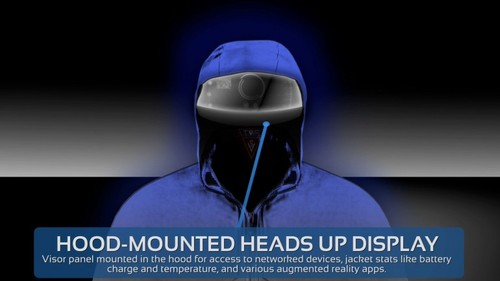 HOOD-MOUNTED HEADS UP DISPLAY
Visor panel mounted in the hood for access to networked devices, jacket stats like battery
charge and temperature, and various augmented reality apps.